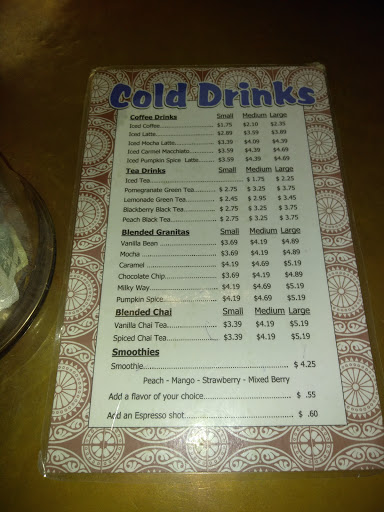 Cold Drinks
Coffee Drinks Small Medium Large
Iced Coffee $1.75 $2.10 $2.35
Iced Latte $2.89 $3.59 $3.89
Iced Mocha Latte $3.39 $4.09 $4.39
Iced Carmel Macchiato $3.59 $4.39 $4.69
Iced Pumpkin Spice Latte $3.59 $4.39 $4.69
Tea Drinks Small Medium Large
Iced Tea $ 1.75 $ 2.25
Pomegranate Green Tea $ 2.75 $ 3.25 $ 3.75
Lemonade Green Tea $ 2.45 $ 2.95 $ 3.45
Blackberry Black Tea $ 2.75 $ 3.25 $ 3.75
Peach Black Tea $ 2.75 $ 3.25 $ 3.75
Blended Granitas Small Medium Large
Vanilla Bean $3.69 $4.19 $4.89
Mocha $3.69 $4.19 $4.89
Caramel $4.19 $4.69 $5.19
Chocolate Chip $3.69 $4.19 $4.89
Milky Way $4.19 $4.69 $5.19
Pumpkin Spice $4.19 $4.69 $5.19
Blended Chai Small Medium Large
Vanilla Chai Tea $3.39 $4.19 $5.19
Spiced Chai Tea $3.39 $4.19 $5.19
Smoothies
Smoothie $ 4.25
Peach - Mango - Strawberry - Mixed Berry
Add a flavor of your choice $ .55
Add an Espresso shot $ .60